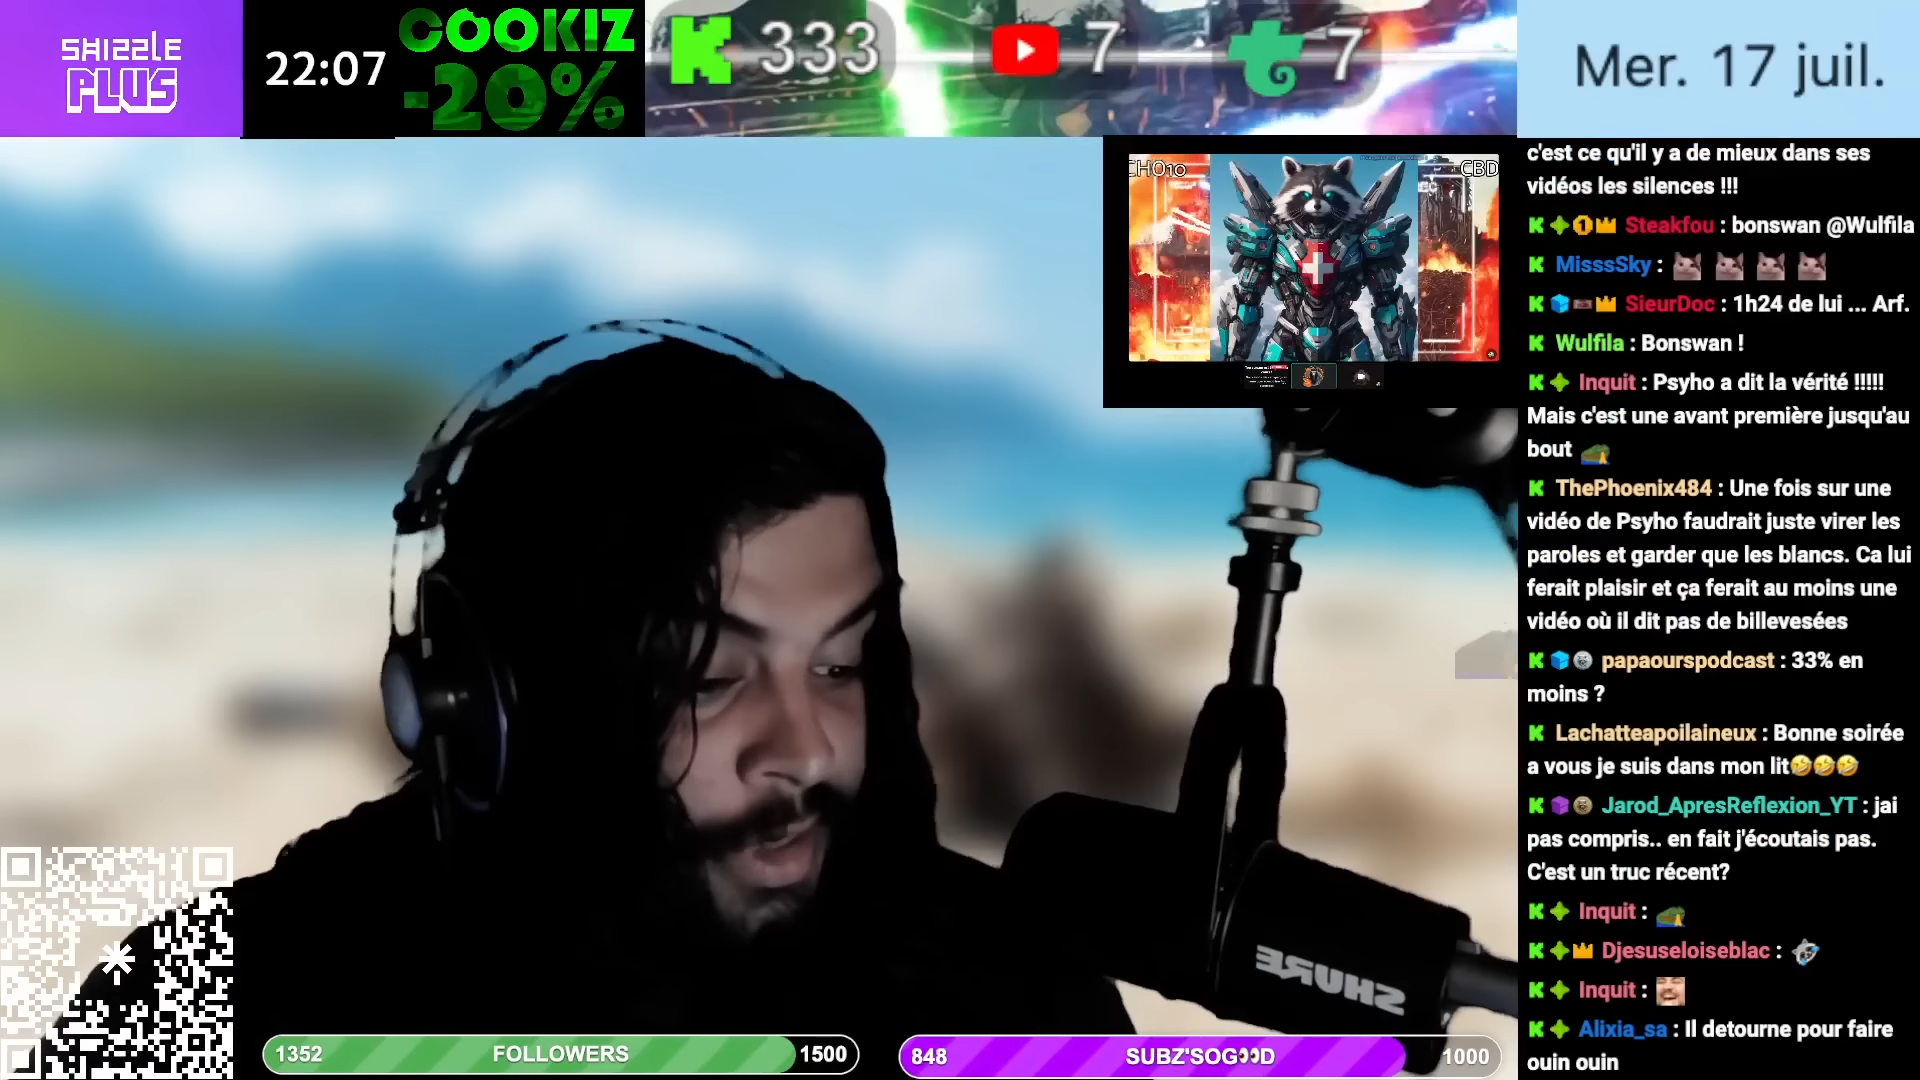 SHIZZLE
PLUS
22:07
COOKIZ
-20%
333
7
7
Mer. 17 juil.
CHO10
CBD
c'est ce qu'il y a de mieux dans ses
vidéos les silences !!!
Steakfou : bonswan @Wulfila
MisssSky :
SieurDoc : 1h24 de lui ... Arf.
Wulfila : Bonswan !
Inquit : Psyho a dit la vérité !!!!!
Mais c'est une avant première jusqu'au
bout
ThePhoenix484 : Une fois sur une
vidéo de Psyho faudrait juste virer les
paroles et garder que les blancs. Ca lui
ferait plaisir et ça ferait au moins une
vidéo où il dit pas de billevesées
papaourspodcast : 33% en
moins ?
Lachatteapoilaineux : Bonne soirée
a vous je suis dans mon lit🤣🤣🤣
Jarod_ApresReflexion_YT : jai
pas compris.. en fait j'écoutais pas.
C'est un truc récent?
Inquit :
Djesuseloiseblac :
Inquit :
Alixia_sa : Il detourne pour faire
ouin ouin
SHURE
1352 FOLLOWERS 1500
848 SUBZ'SOG👀D 1000